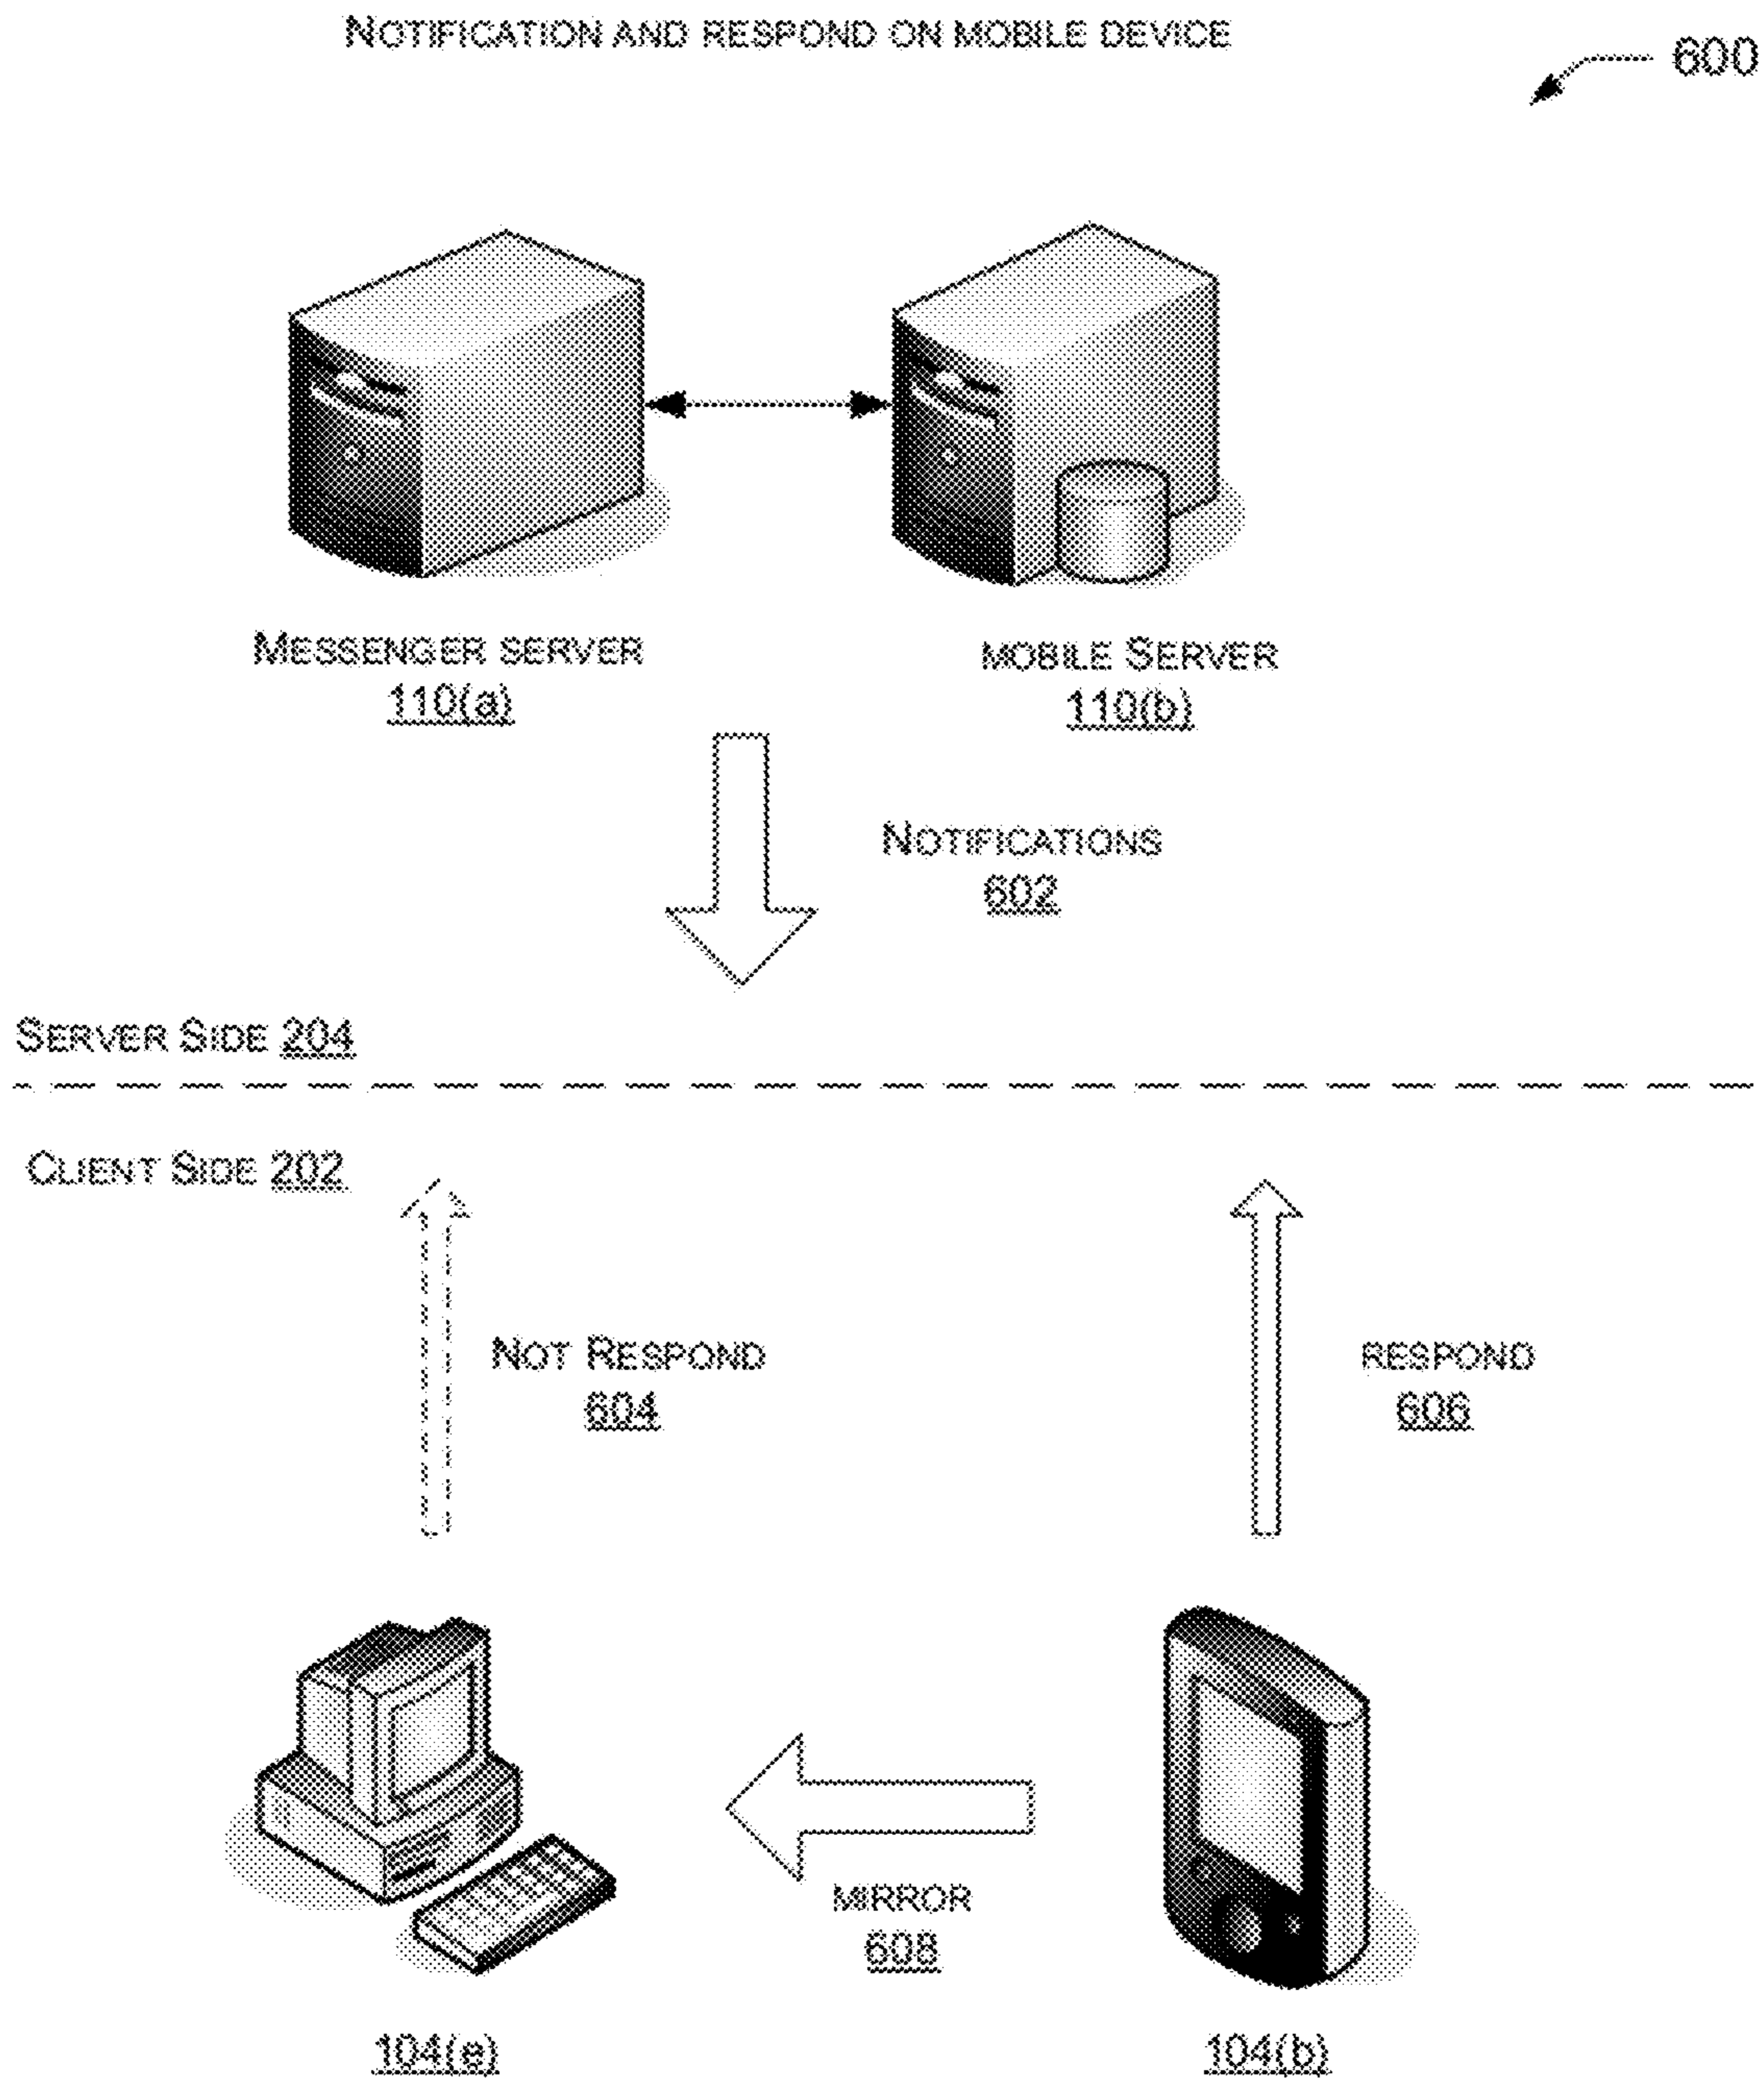 NOTIFICATION AND RESPOND ON MOBILE DEVICE
600
MESSENGER SERVER
110(a)
MOBILE SERVER
110(b)
NOTIFICATIONS
602
SERVER SIDE 204
CLIENT SIDE 202
NOT RESPOND
604
RESPOND
606
MIRROR
608
104(e)
104(b)